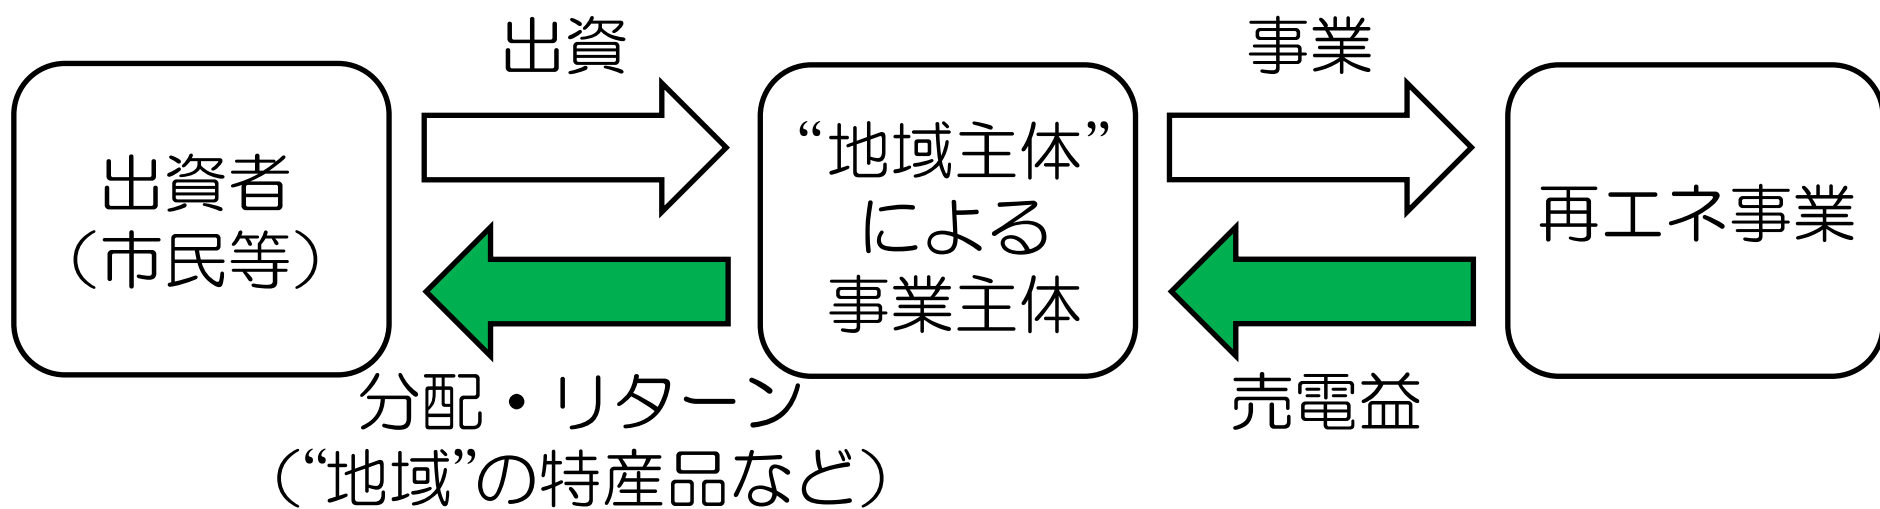 出資
事業
出資者
（市民等）
“地域主体”
による
事業主体
再エネ事業
分配・リターン
（“地域”の特産品など）
売電益